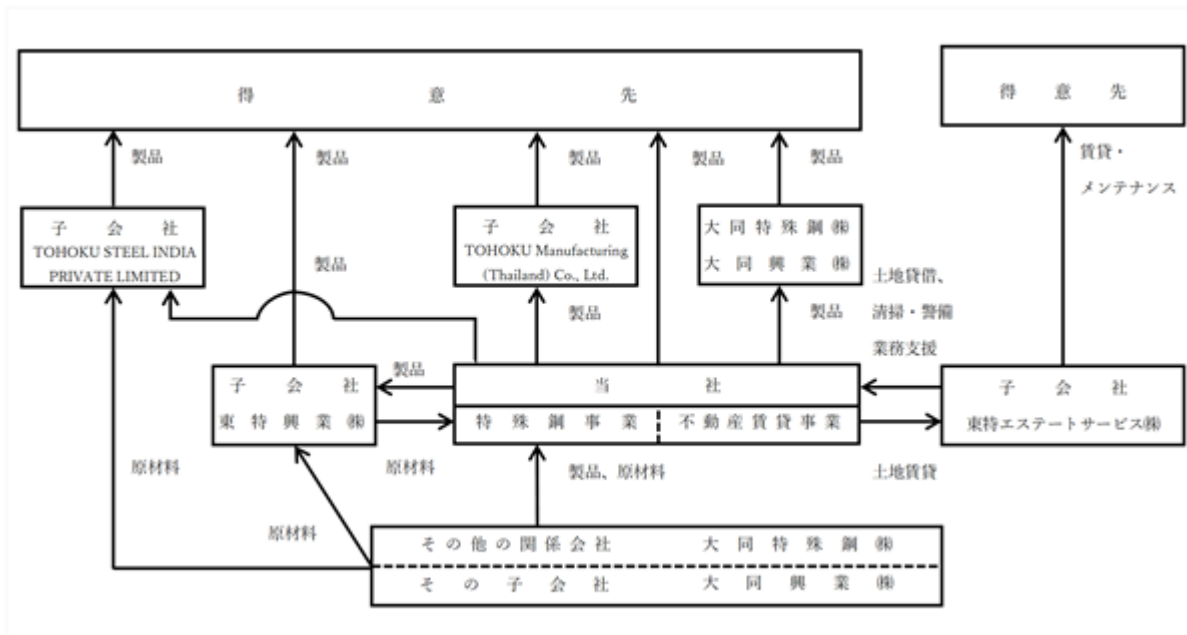 得意先
得意先
製品
製品
製品
製品
製品
賃貸・
メンテナンス
子会社
TOHOKU STEEL INDIA
PRIVATE LIMITED
子会社
TOHOKU Manufacturing
(Thailand) Co., Ltd.
大同特殊鋼㈱
大同興業㈱
製品
製品
製品
土地貸借、
清掃・警備
業務支援
製品
子会社
東特興業㈱
当社
特殊鋼事業
不動産賃貸事業
子会社
東特エステートサービス㈱
原材料
原材料
製品、原材料
土地賃貸
原材料
その他の関係会社 大同特殊鋼㈱
その子会社 大同興業㈱